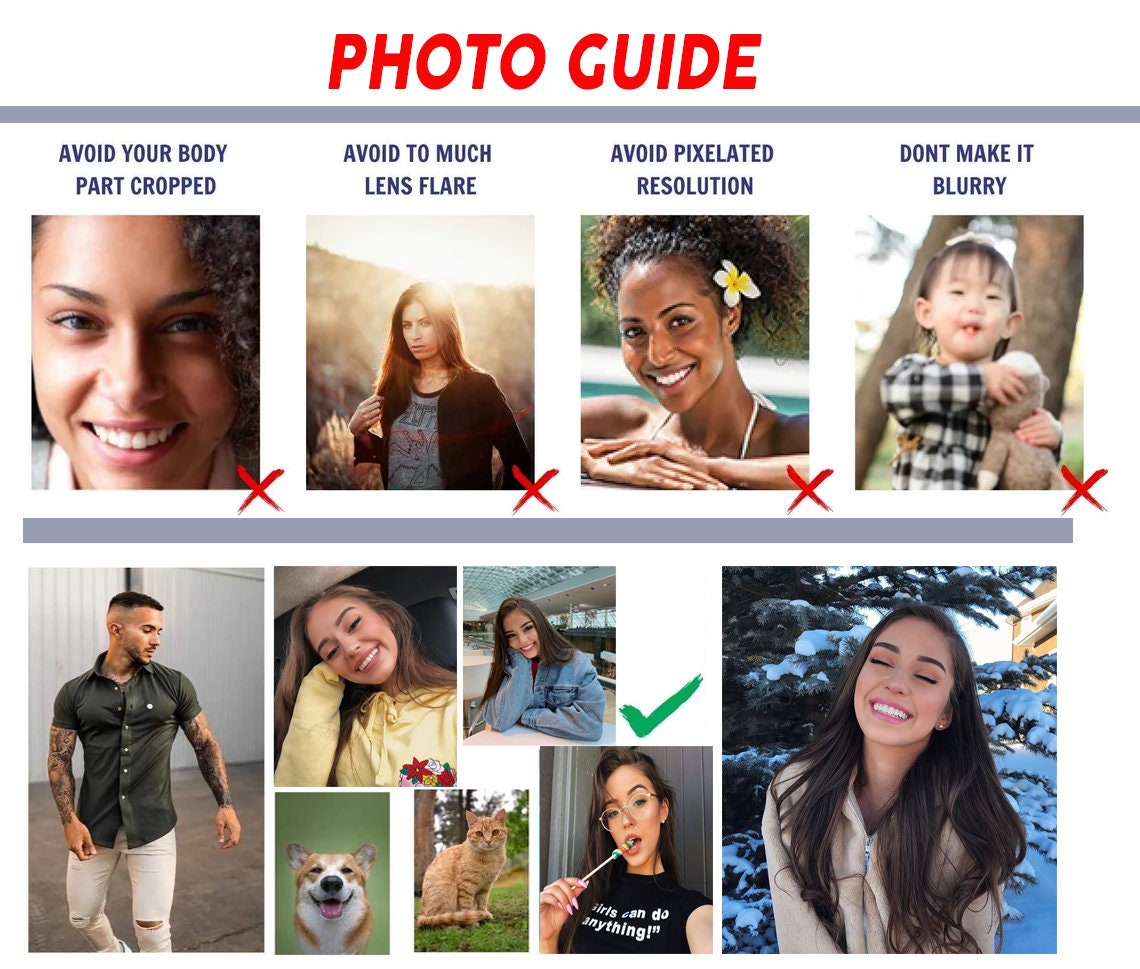 PHOTO GUIDE
AVOID YOUR BODY
PART CROPPED
AVOID TO MUCH
LENS FLARE
AVOID PIXELATED
RESOLUTION
DONT MAKE IT
BLURRY
Girls can do
anything!"